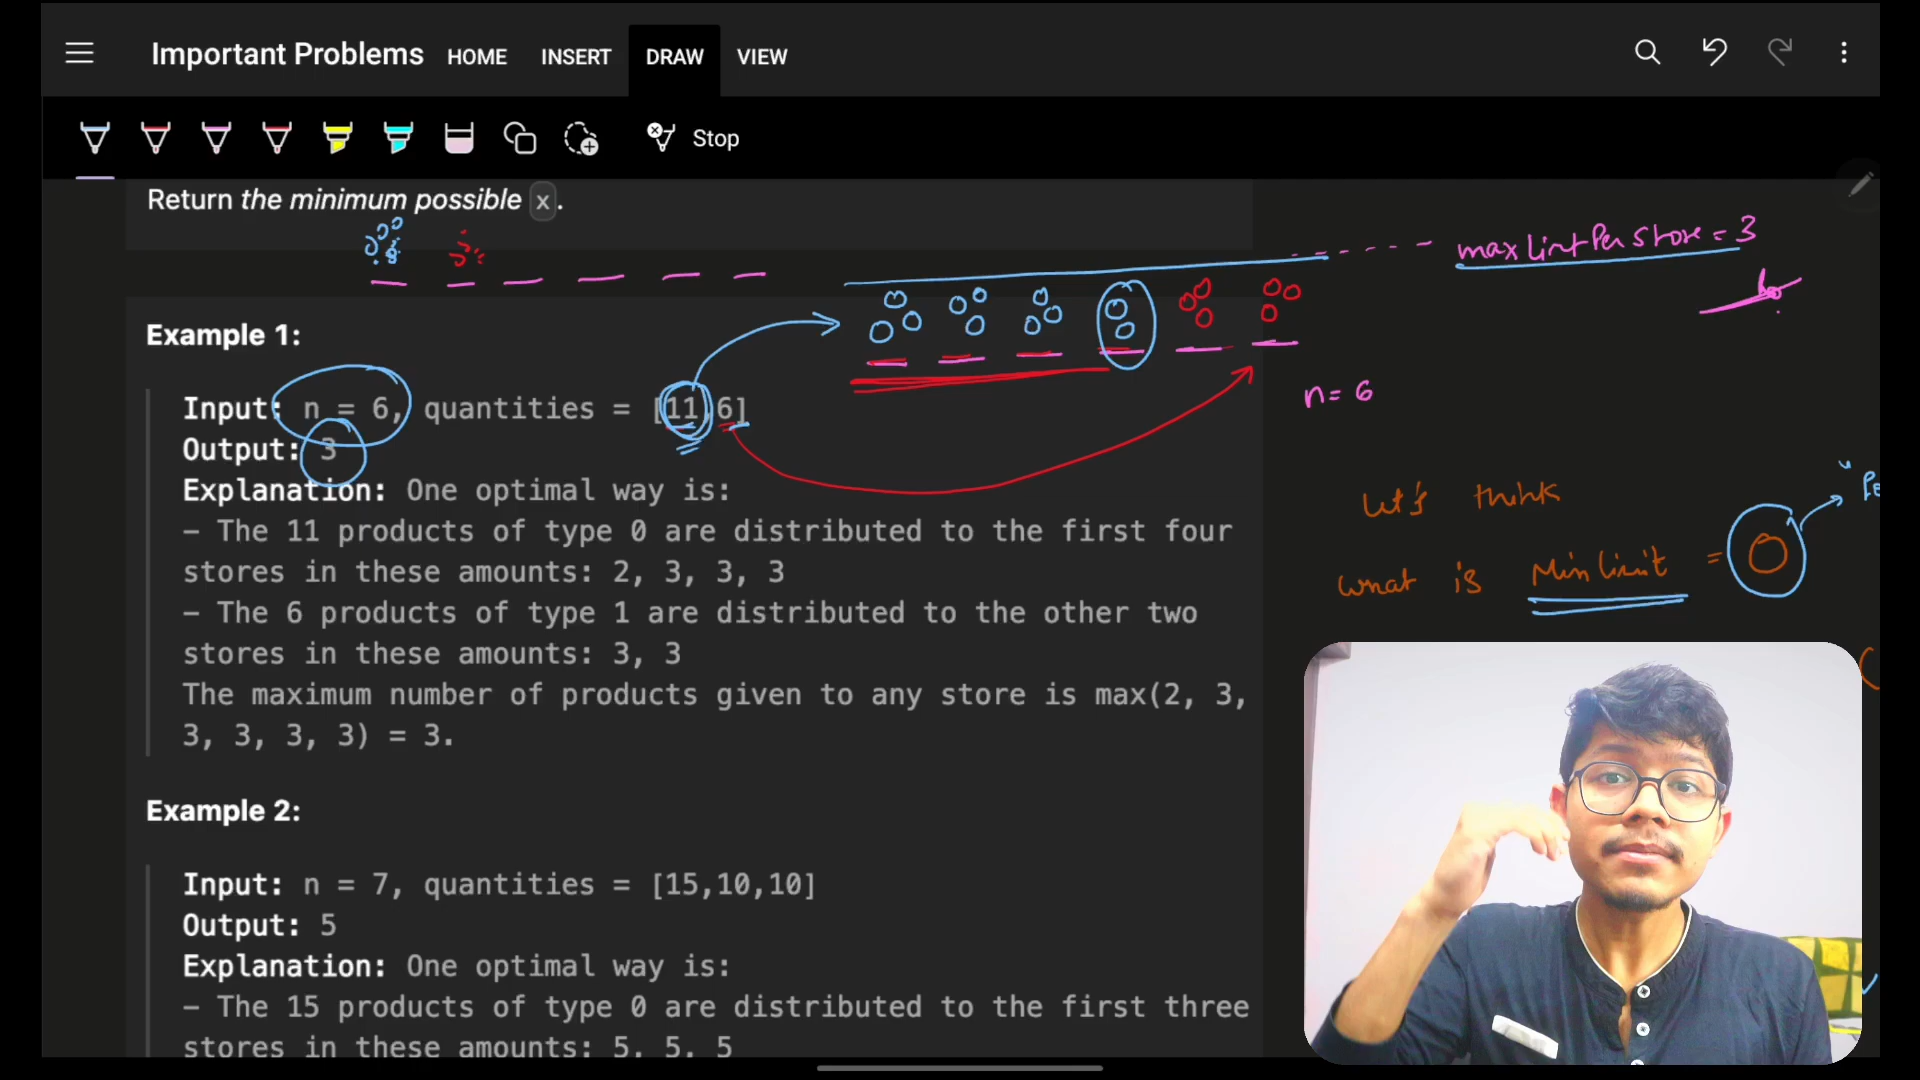 Important Problems HOME INSERT DRAW VIEW
Stop
Return the minimum possible x.
maxLimtPerStore = 3
Example 1:
Input: n = 6, quantities = [11,6]
n = 6
Output: 3
Explanation: One optimal way is:
Let's think
– The 11 products of type 0 are distributed to the first four
stores in these amounts: 2, 3, 3, 3
what is Min limit = 0
– The 6 products of type 1 are distributed to the other two
stores in these amounts: 3, 3
The maximum number of products given to any store is max(2, 3,
3, 3, 3, 3) = 3.
Example 2:
Input: n = 7, quantities = [15,10,10]
Output: 5
Explanation: One optimal way is:
– The 15 products of type 0 are distributed to the first three
stores in these amounts: 5, 5, 5